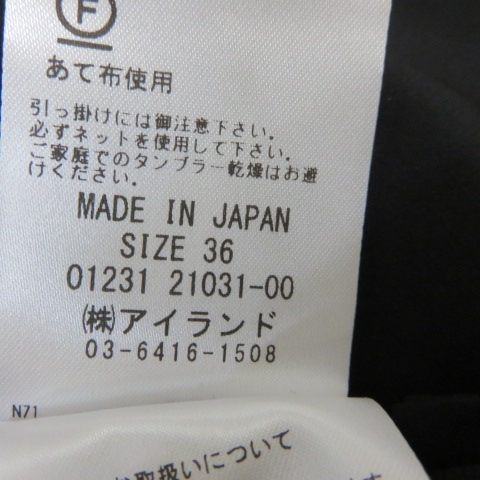 F
あて布使用
引っ掛けには御注意下さい。
必ずネットを使用して下さい。
ご家庭でのタンブラー乾燥はお避
けください。
MADE IN JAPAN
SIZE 36
01231 21031-00
㈱アイランド
03-6416-1508
N71
お取扱いについて